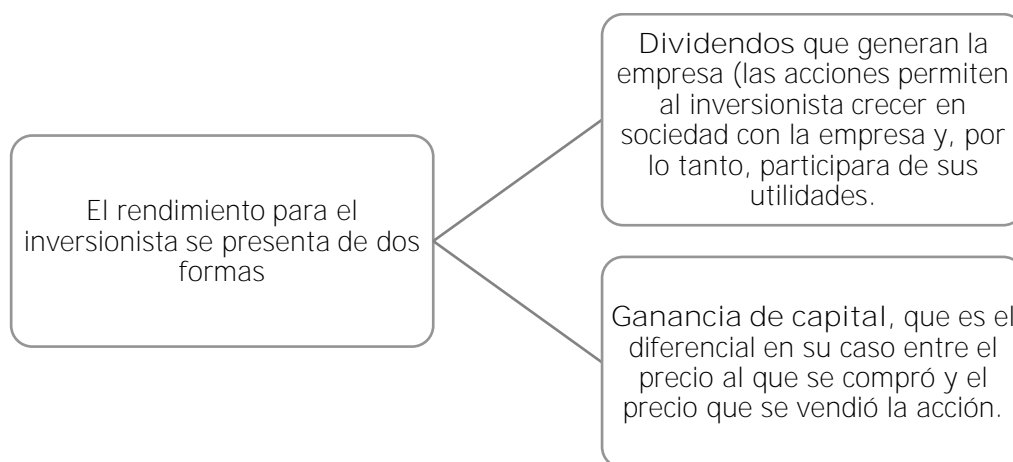 El rendimiento para el
inversionista se presenta de dos
formas
Dividendos que generan la
empresa (las acciones permiten
al inversionista crecer en
sociedad con la empresa y, por
lo tanto, participara de sus
utilidades.
Ganancia de capital, que es el
diferencial en su caso entre el
precio al que se compró y el
precio que se vendió la acción.